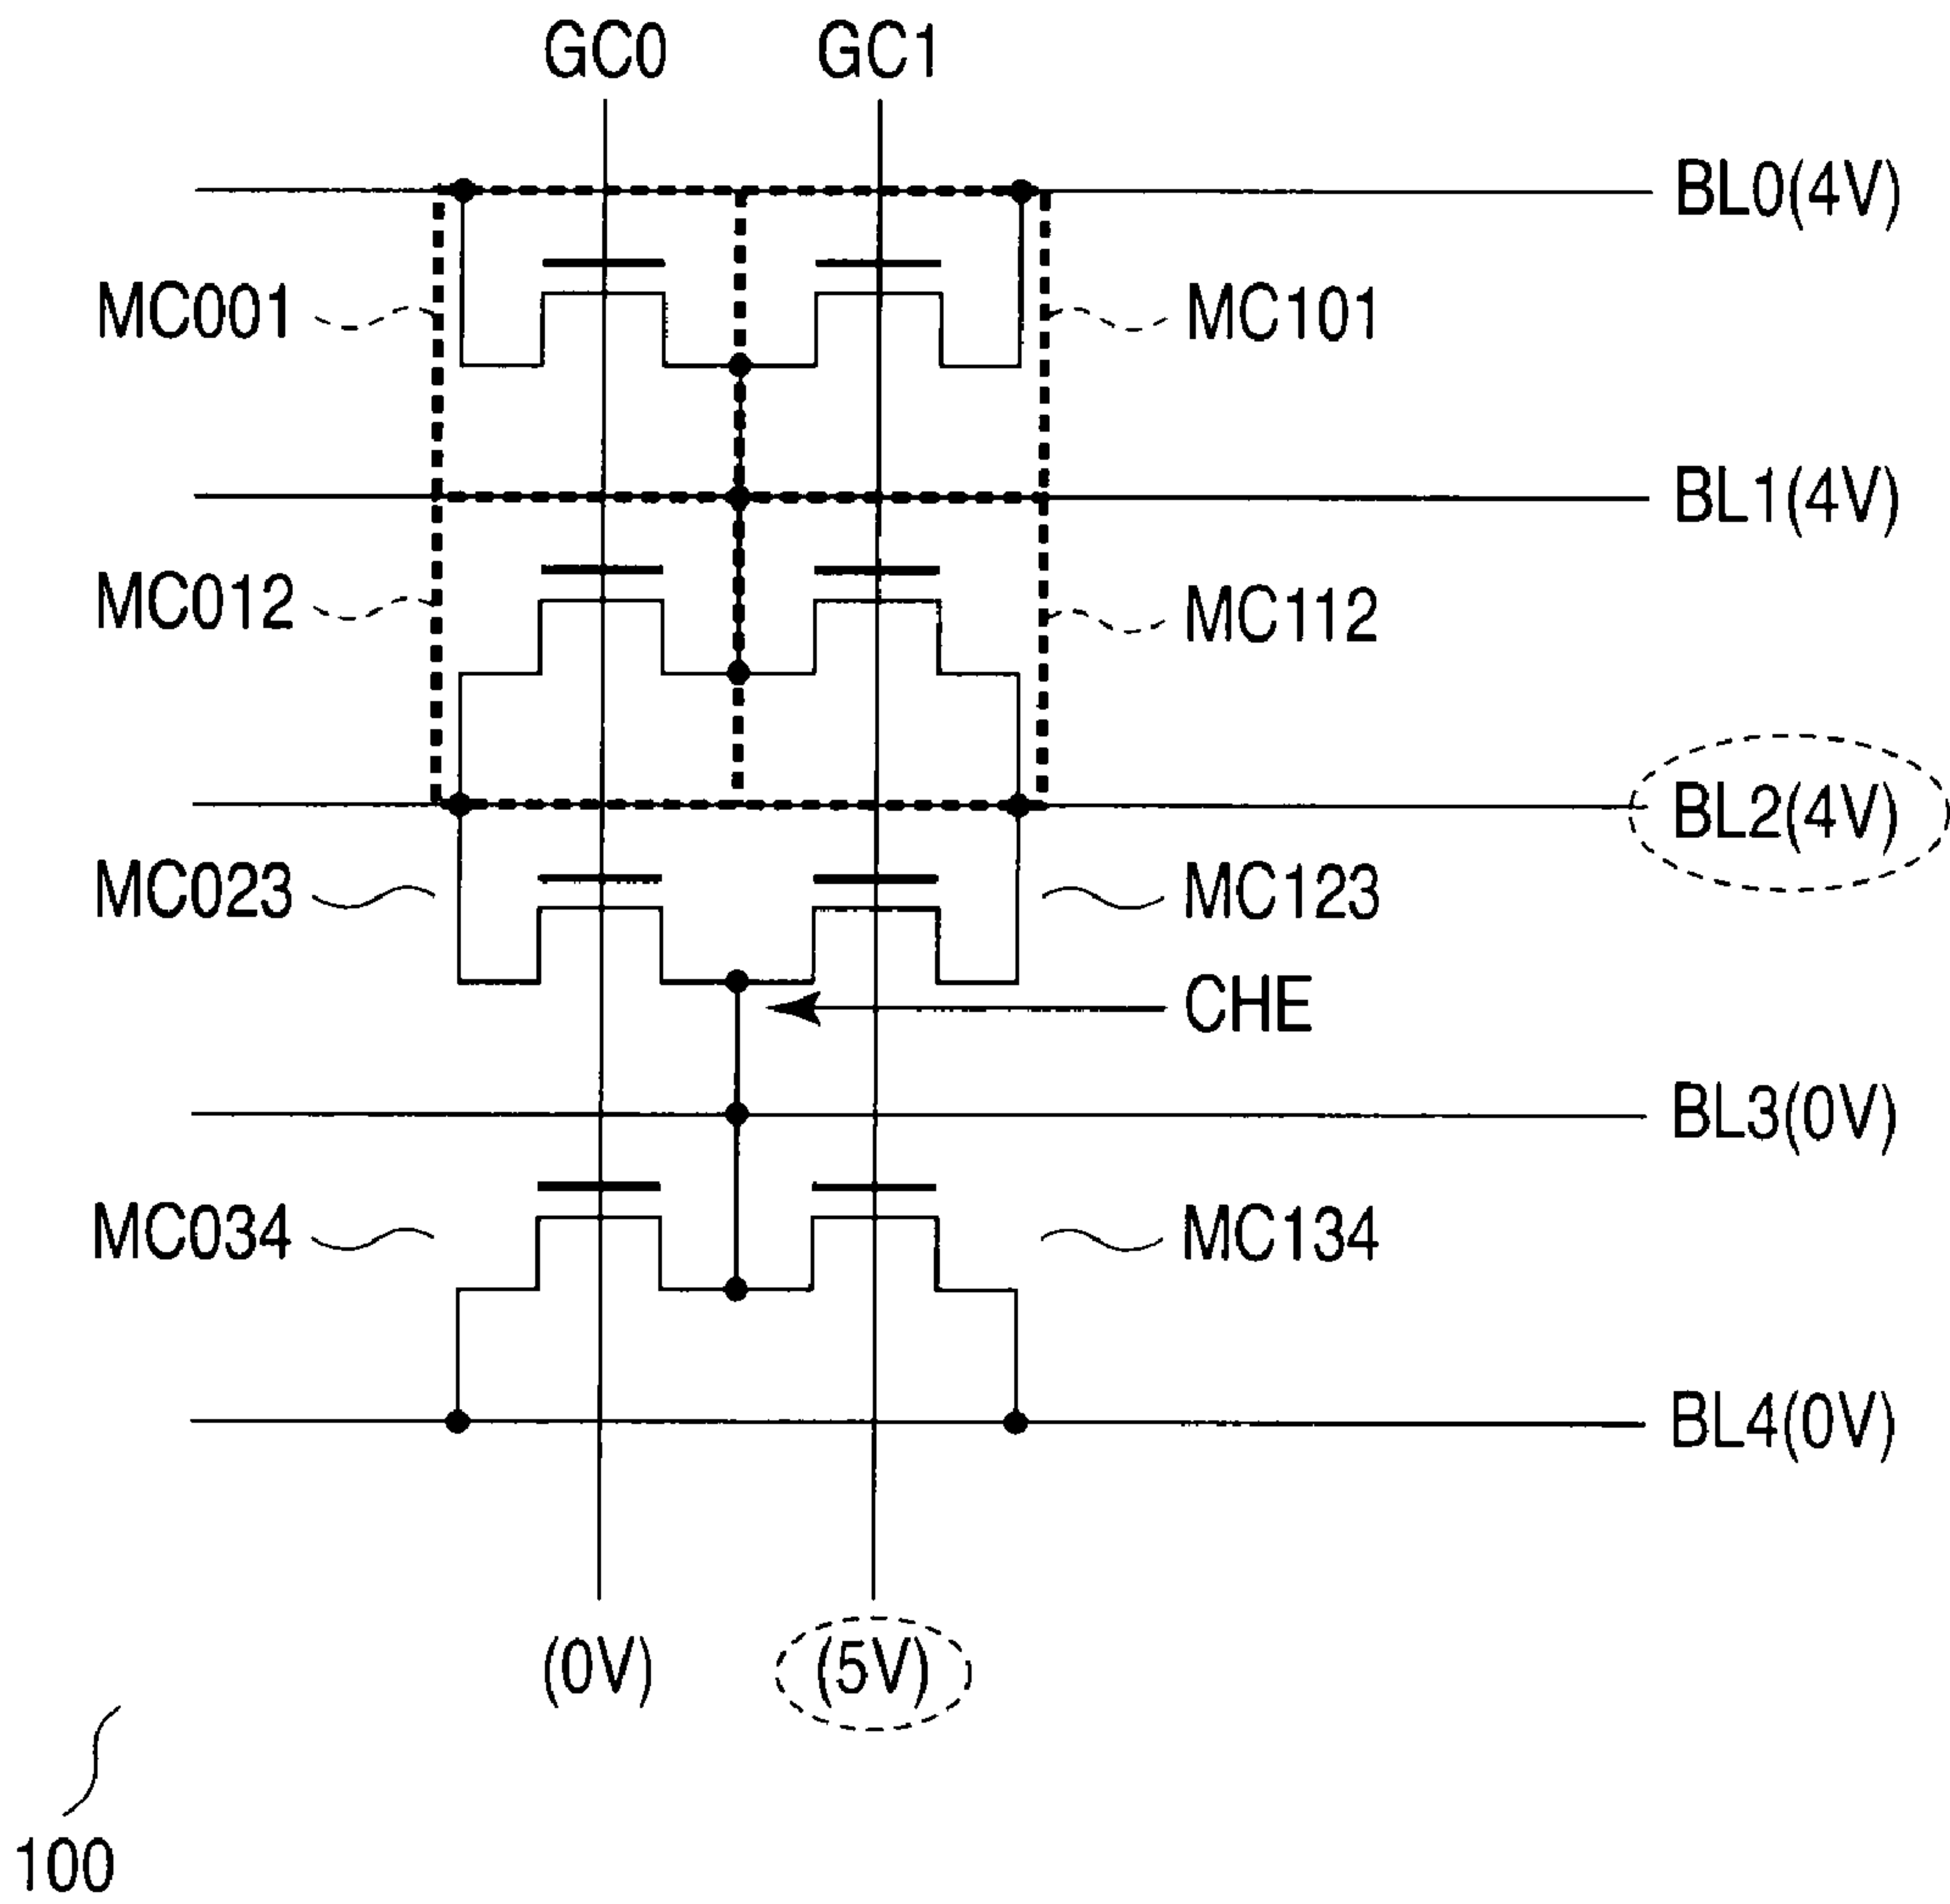 GC0 GC1
BL0(4V)
MC001 MC101
BL1(4V)
MC012 MC112
BL2(4V)
MC023 MC123
CHE
BL3(0V)
MC034 MC134
BL4(0V)
(0V) (5V)
100